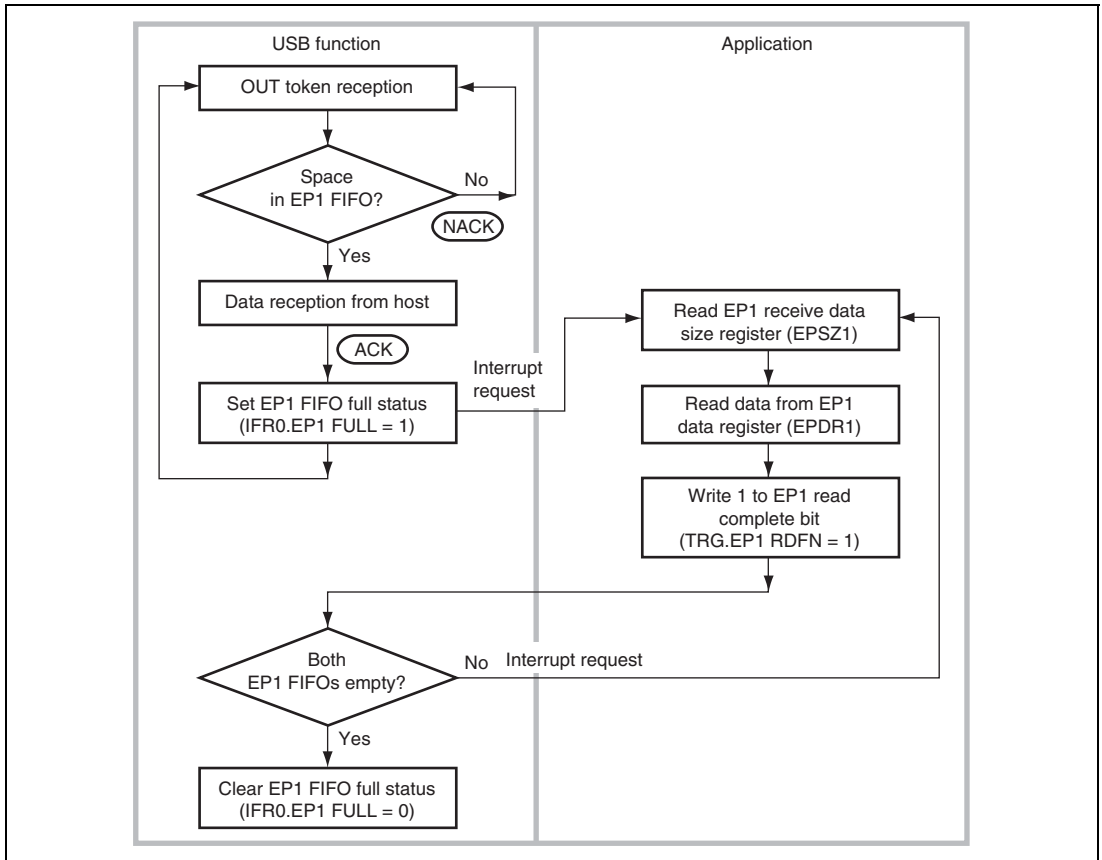 USB function
Application
OUT token reception
Space
in EP1 FIFO?
No
NACK
Yes
Data reception from host
ACK
Set EP1 FIFO full status
(IFR0.EP1 FULL = 1)
Interrupt
request
Read EP1 receive data
size register (EPSZ1)
Read data from EP1
data register (EPDR1)
Write 1 to EP1 read
complete bit
(TRG.EP1 RDFN = 1)
Both
EP1 FIFOs empty?
No
Interrupt request
Yes
Clear EP1 FIFO full status
(IFR0.EP1 FULL = 0)